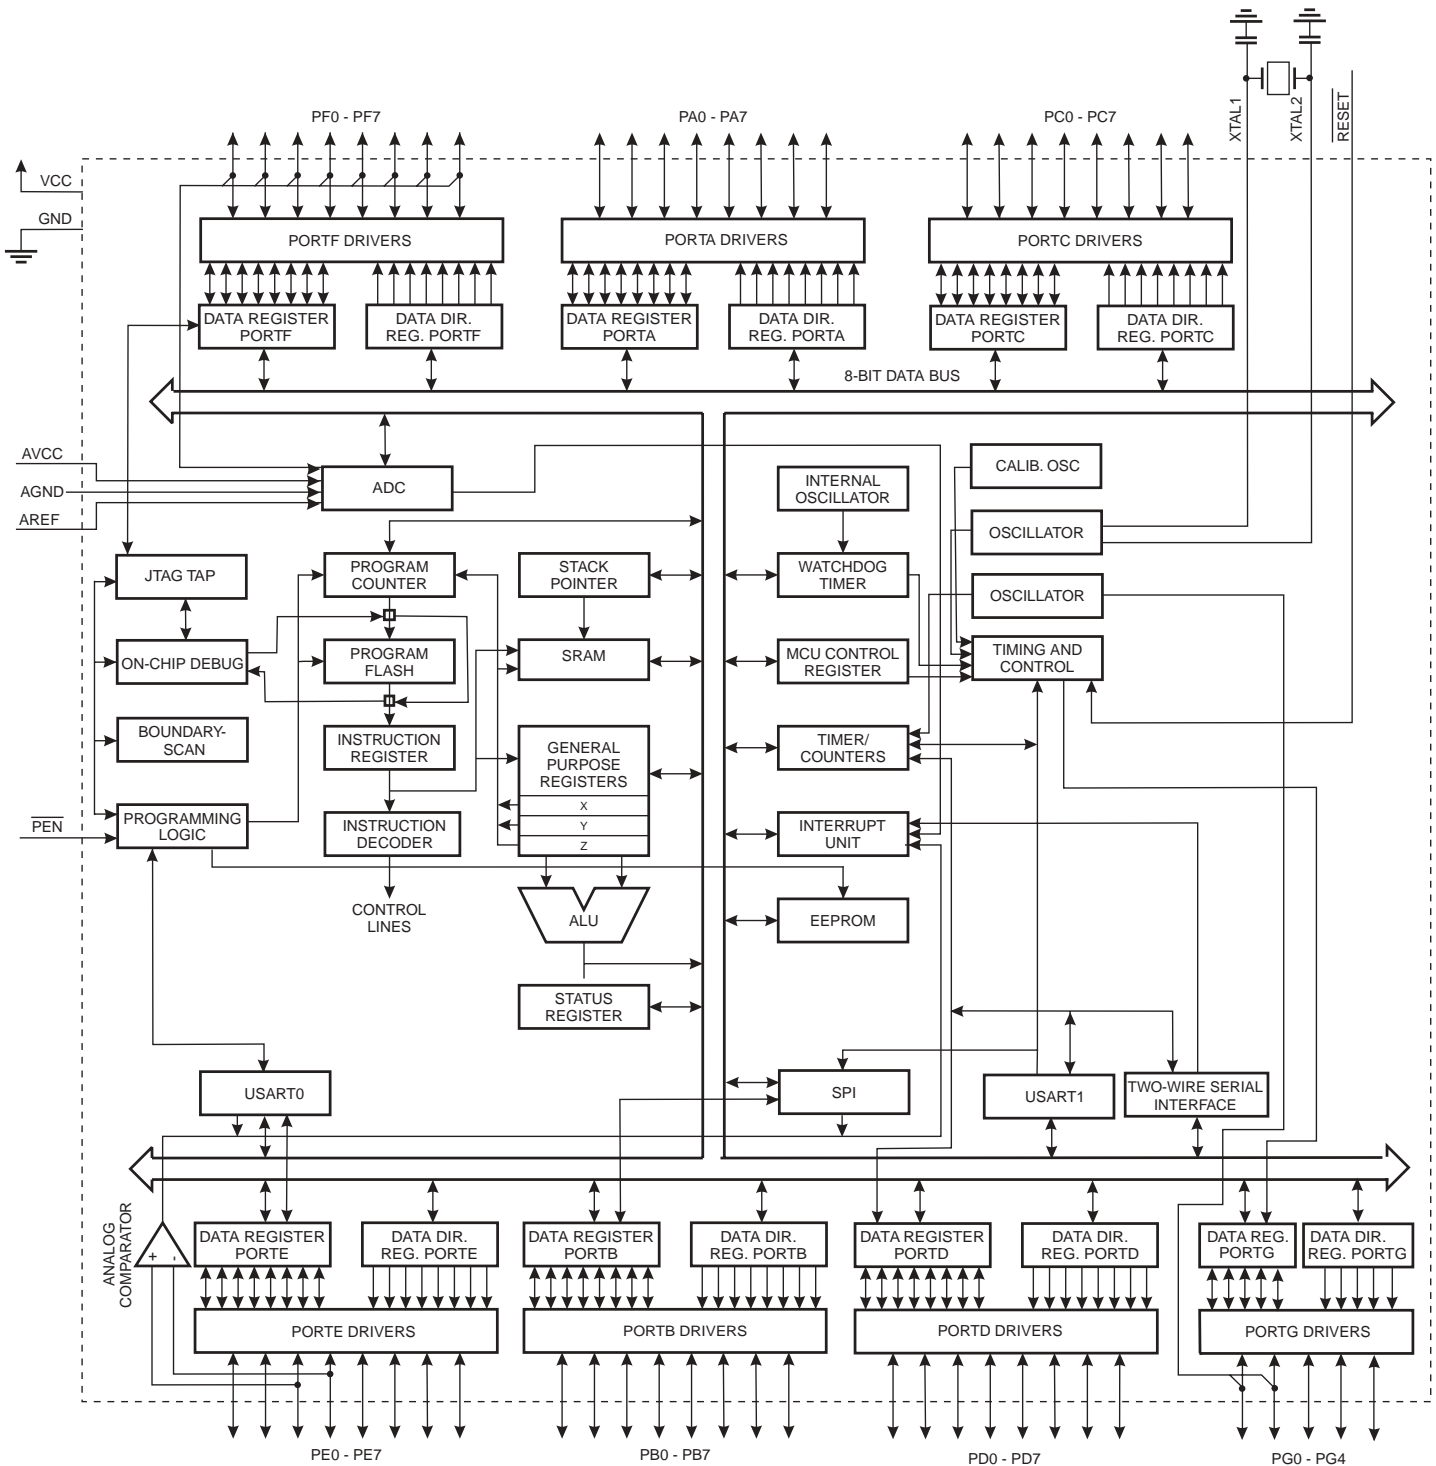 XTAL1
XTAL2
RESET
PF0 - PF7
PA0 - PA7
PC0 - PC7
VCC
GND
PORTF DRIVERS
PORTA DRIVERS
PORTC DRIVERS
DATA REGISTER
PORTF
DATA DIR.
REG. PORTF
DATA REGISTER
PORTA
DATA DIR.
REG. PORTA
DATA REGISTER
PORTC
DATA DIR.
REG. PORTC
8-BIT DATA BUS
AVCC
AGND
AREF
ADC
INTERNAL
OSCILLATOR
CALIB. OSC
OSCILLATOR
JTAG TAP
PROGRAM
COUNTER
STACK
POINTER
WATCHDOG
TIMER
OSCILLATOR
ON-CHIP DEBUG
PROGRAM
FLASH
SRAM
MCU CONTROL
REGISTER
TIMING AND
CONTROL
BOUNDARY-
SCAN
INSTRUCTION
REGISTER
GENERAL
PURPOSE
REGISTERS
X
Y
Z
TIMER/
COUNTERS
PEN
PROGRAMMING
LOGIC
INSTRUCTION
DECODER
INTERRUPT
UNIT
CONTROL
LINES
ALU
EEPROM
STATUS
REGISTER
USART0
SPI
USART1
TWO-WIRE SERIAL
INTERFACE
ANALOG
COMPARATOR
+
-
DATA REGISTER
PORTE
DATA DIR.
REG. PORTE
DATA REGISTER
PORTB
DATA DIR.
REG. PORTB
DATA REGISTER
PORTD
DATA DIR.
REG. PORTD
DATA REG.
PORTG
DATA DIR.
REG. PORTG
PORTE DRIVERS
PORTB DRIVERS
PORTD DRIVERS
PORTG DRIVERS
PE0 - PE7
PB0 - PB7
PD0 - PD7
PG0 - PG4